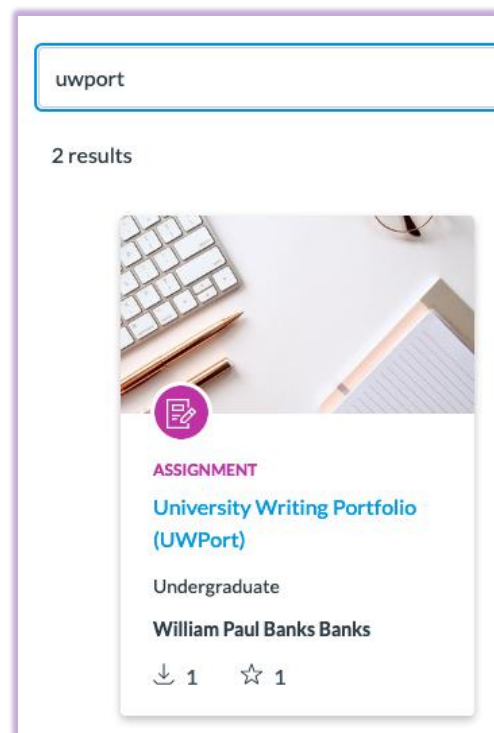 uwport
2 results
ASSIGNMENT
University Writing Portfolio
(UWPort)
Undergraduate
William Paul Banks Banks
1 1